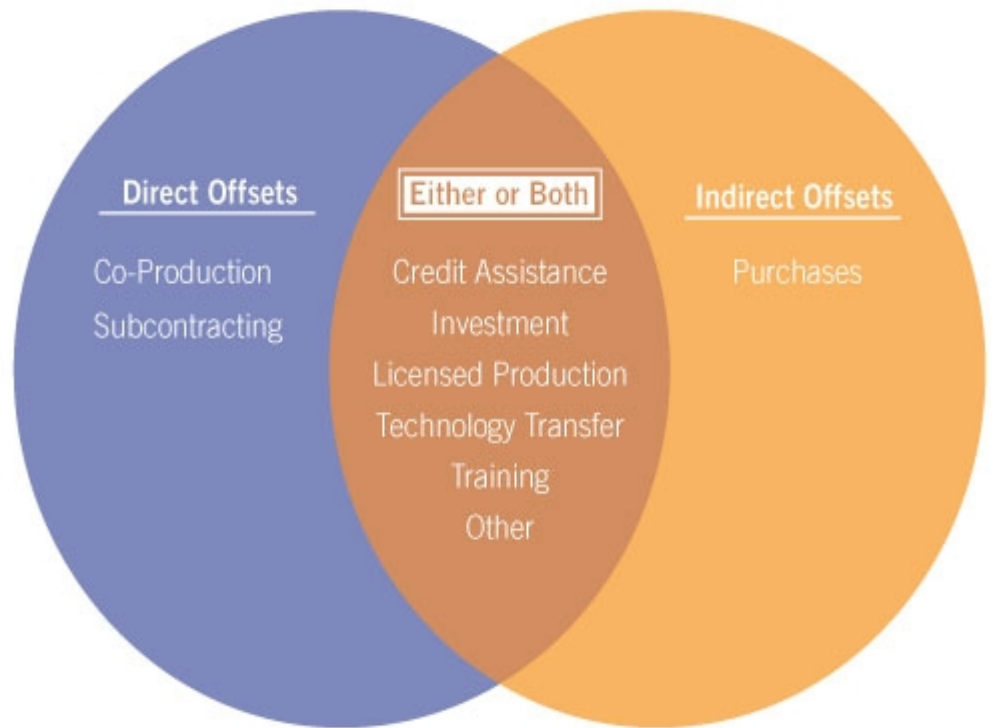 Direct Offsets
Co-Production
Subcontracting
Either or Both
Credit Assistance
Investment
Licensed Production
Technology Transfer
Training
Other
Indirect Offsets
Purchases